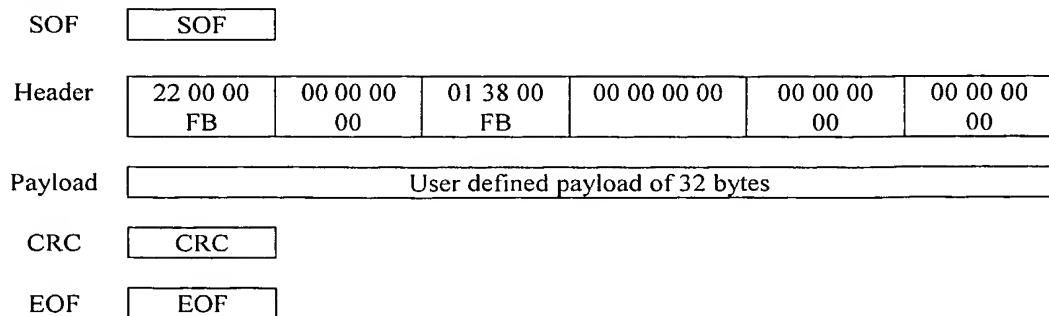 SOF SOF
Header 22 00 00 00 00 00 01 38 00 00 00 00 00 00 00 00 00 00 00
FB 00 FB 00 00
Payload User defined payload of 32 bytes
CRC CRC
EOF EOF